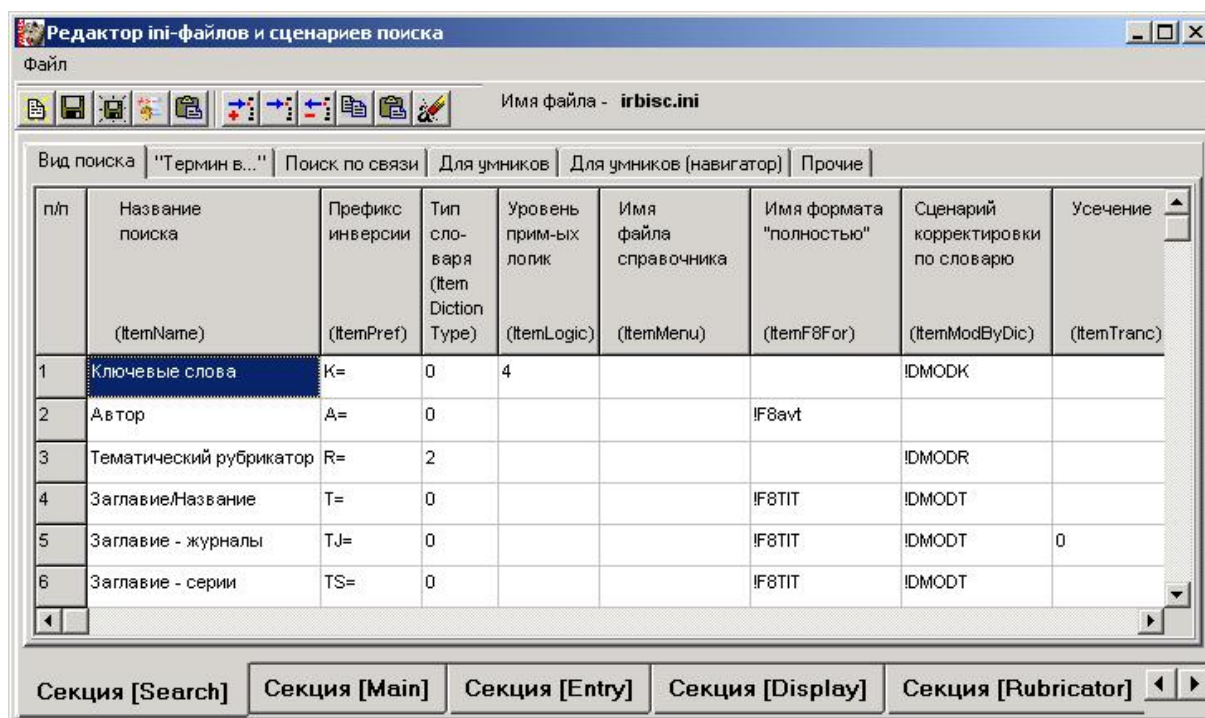 Редактор ini-файлов и сценариев поиска
Файл
Имя файла - irbisc.ini
Вид поиска "Термин в..." Поиск по связи Для умников Для умников (навигатор) Прочие
п/п Название Префикс Тип Уровень Имя Имя формата Сценарий Усечение
поиска инверсии сло- прим-ых файла "полностью" корректировки
варя логик справочника по словарю
(Item
Diction
(ItemName) (ItemPref) Type) (ItemLogic) (ItemMenu) (ItemF8For) (ItemModByDic) (ItemTranc)
1 Ключевые слова K= 0 4 !DMODK
2 Автор A= 0 !F8avt
3 Тематический рубрикатор R= 2 !DMODR
4 Заглавие/Название T= 0 !F8TIT !DMODT
5 Заглавие - журналы TJ= 0 !F8TIT !DMODT 0
6 Заглавие - серии TS= 0 !F8TIT !DMODT
Секция [Search] Секция [Main] Секция [Entry] Секция [Display] Секция [Rubricator]